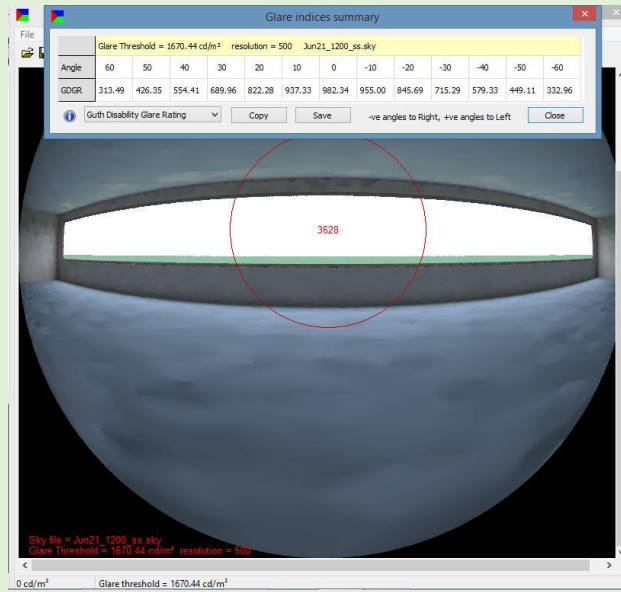 Glare indices summary
File
Glare Threshold = 1670.44 cd/m² resolution = 500 Jun21_1200_ss.sky
Angle 60 50 40 30 20 10 0 -10 -20 -30 -40 -50 -60
GDGR 313.49 426.35 554.41 689.96 822.28 937.33 982.34 955.00 845.69 715.29 579.33 449.11 332.96
Guth Disability Glare Rating Copy Save -ve angles to Right, +ve angles to Left Close
3628
Sky file = Jun21_1200_ss.sky
Glare Threshold = 1670.44 cd/m² resolution = 500
0 cd/m² Glare threshold = 1670.44 cd/m²